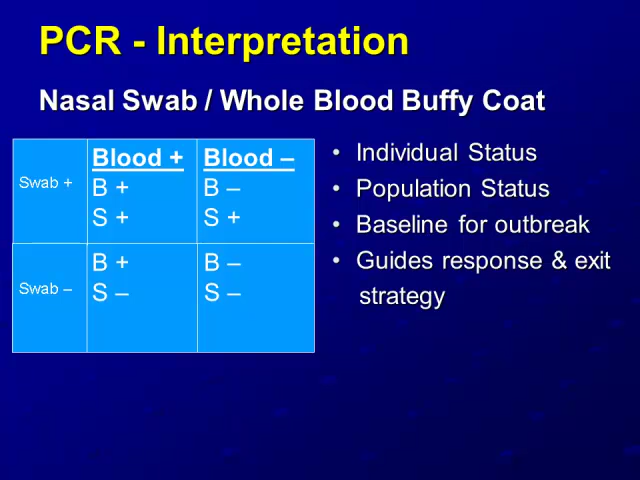 PCR - Interpretation
Nasal Swab / Whole Blood Buffy Coat
Blood + Blood –
Swab +
B + B –
S + S +
Swab –
B + B –
S – S –
• Individual Status
• Population Status
• Baseline for outbreak
• Guides response & exit
strategy